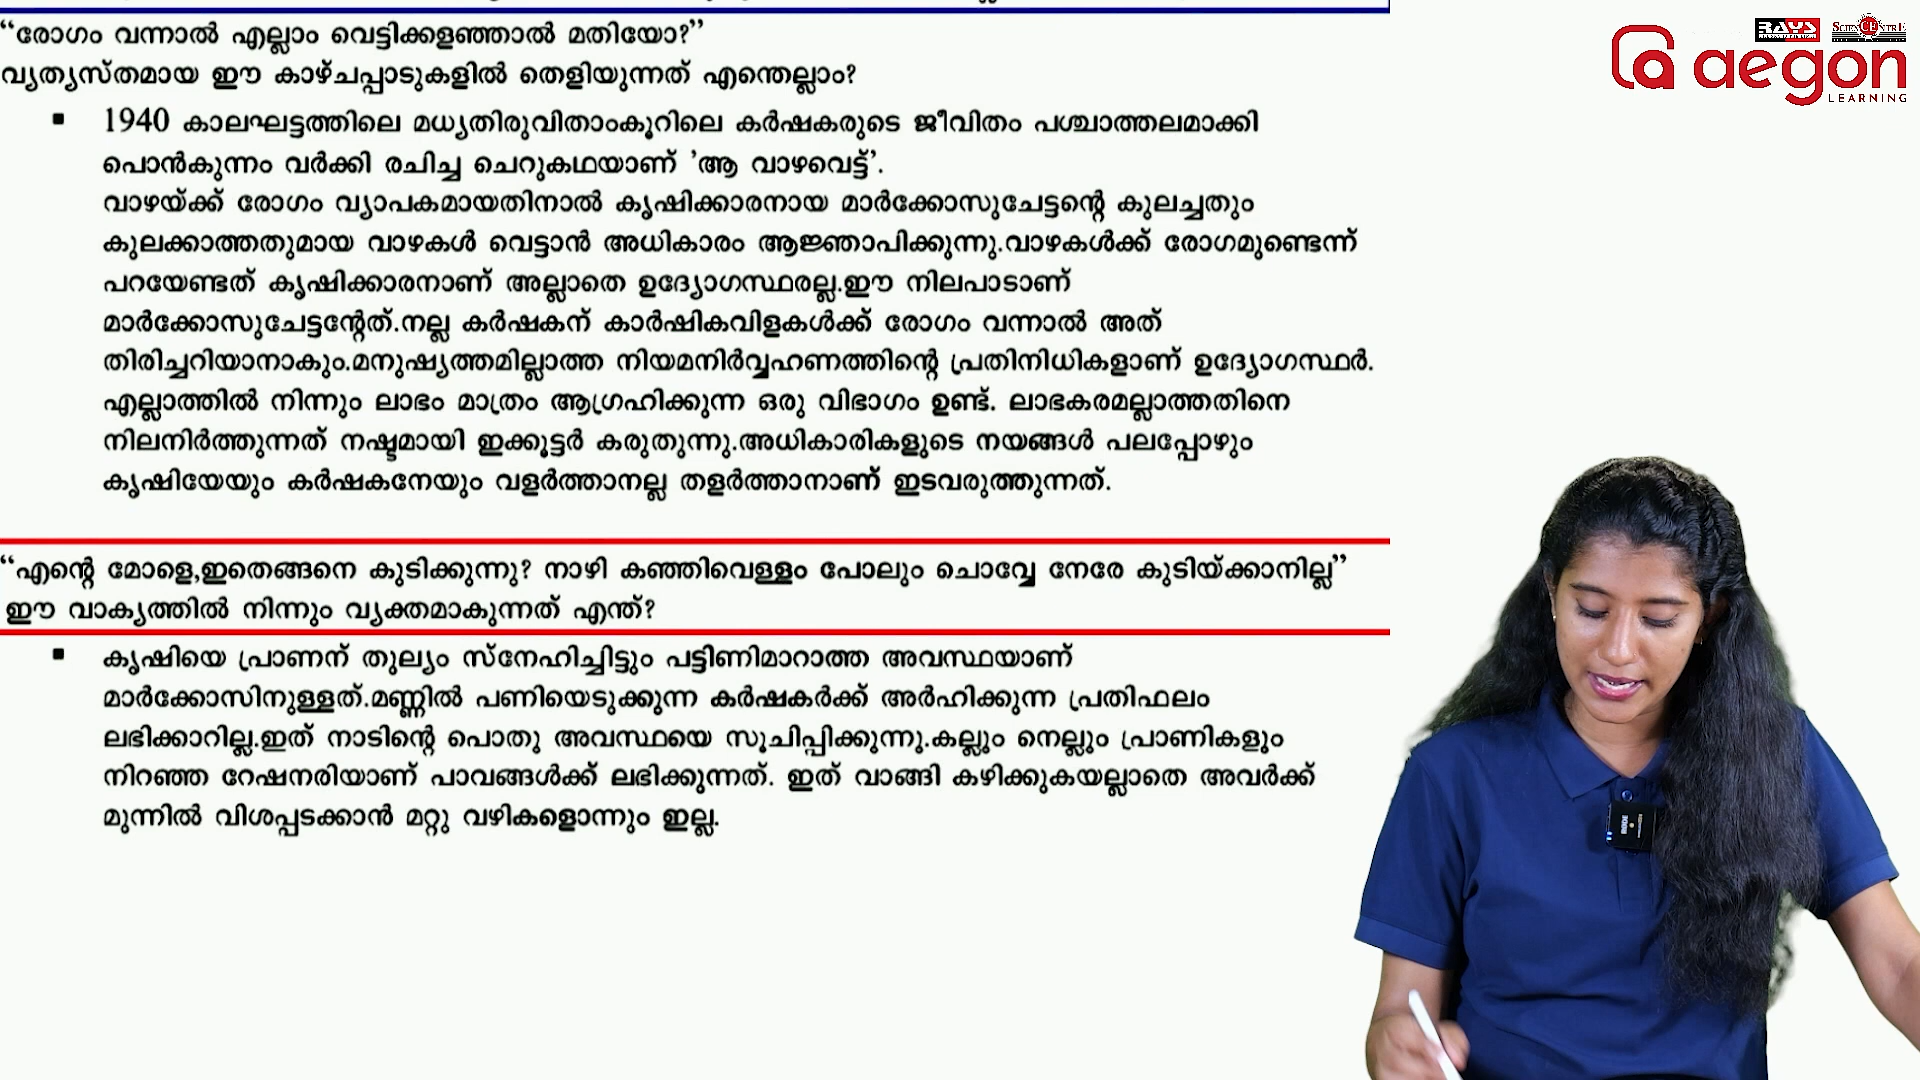 “രോഗം വന്നാൽ എല്ലാം വെട്ടിക്കളഞ്ഞാൽ മതിയോ?”
വ്യത്യസ്തമായ ഈ കാഴ്ചപ്പാടുകളിൽ തെളിയുന്നത് എന്തെല്ലാം?
▪ 1940 കാലഘട്ടത്തിലെ മധ്യതിരുവിതാംകൂറിലെ കർഷകരുടെ ജീവിതം പശ്ചാത്തലമാക്കി
പൊൻകുന്നം വർക്കി രചിച്ച ചെറുകഥയാണ് 'ആ വാഴവെട്ട്'.
വാഴയ്ക്ക് രോഗം വ്യാപകമായതിനാൽ കൃഷിക്കാരനായ മാർക്കോസുചേട്ടന്റെ കുലച്ചതും
കുലക്കാത്തതുമായ വാഴകൾ വെട്ടാൻ അധികാരം ആജ്ഞാപിക്കുന്നു.വാഴകൾക്ക് രോഗമുണ്ടെന്ന്
പറയേണ്ടത് കൃഷിക്കാരനാണ് അല്ലാതെ ഉദ്യോഗസ്ഥരല്ല.ഈ നിലപാടാണ്
മാർക്കോസുചേട്ടന്റേത്.നല്ല കർഷകന് കാർഷികവിളകൾക്ക് രോഗം വന്നാൽ അത്
തിരിച്ചറിയാനാകും.മനുഷ്യത്തമില്ലാത്ത നിയമനിർവ്വഹണത്തിന്റെ പ്രതിനിധികളാണ് ഉദ്യോഗസ്ഥർ.
എല്ലാത്തിൽ നിന്നും ലാഭം മാത്രം ആഗ്രഹിക്കുന്ന ഒരു വിഭാഗം ഉണ്ട്. ലാഭകരമല്ലാത്തതിനെ
നിലനിർത്തുന്നത് നഷ്ടമായി ഇക്കൂട്ടർ കരുതുന്നു.അധികാരികളുടെ നയങ്ങൾ പലപ്പോഴും
കൃഷിയേയും കർഷകനേയും വളർത്താനല്ല തളർത്താനാണ് ഇടവരുത്തുന്നത്.
“എന്റെ മോളെ,ഇതെങ്ങനെ കുടിക്കുന്നു? നാഴി കഞ്ഞിവെള്ളം പോലും ചൊവ്വേ നേരേ കുടിയ്ക്കാനില്ല”
ഈ വാക്യത്തിൽ നിന്നും വ്യക്തമാകുന്നത് എന്ത്?
▪ കൃഷിയെ പ്രാണന് തുല്യം സ്നേഹിച്ചിട്ടും പട്ടിണിമാറാത്ത അവസ്ഥയാണ്
മാർക്കോസിനുള്ളത്.മണ്ണിൽ പണിയെടുക്കുന്ന കർഷകർക്ക് അർഹിക്കുന്ന പ്രതിഫലം
ലഭിക്കാറില്ല.ഇത് നാടിന്റെ പൊതു അവസ്ഥയെ സൂചിപ്പിക്കുന്നു.കല്ലും നെല്ലും പ്രാണികളും
നിറഞ്ഞ റേഷനരിയാണ് പാവങ്ങൾക്ക് ലഭിക്കുന്നത്. ഇത് വാങ്ങി കഴിക്കുകയല്ലാതെ അവർക്ക്
മുന്നിൽ വിശപ്പടക്കാൻ മറ്റു വഴികളൊന്നും ഇല്ല.
RAYS SCIENCENTRE
aegon
LEARNING
RODE